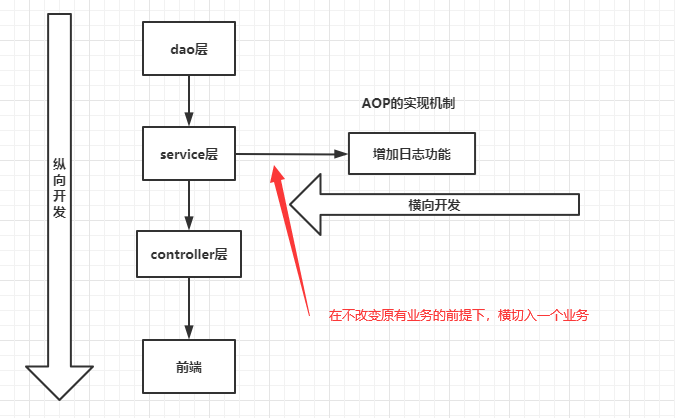 dao层
AOP的实现机制
service层
增加日志功能
纵向开发
横向开发
controller层
在不改变原有业务的前提下，横切入一个业务
前端